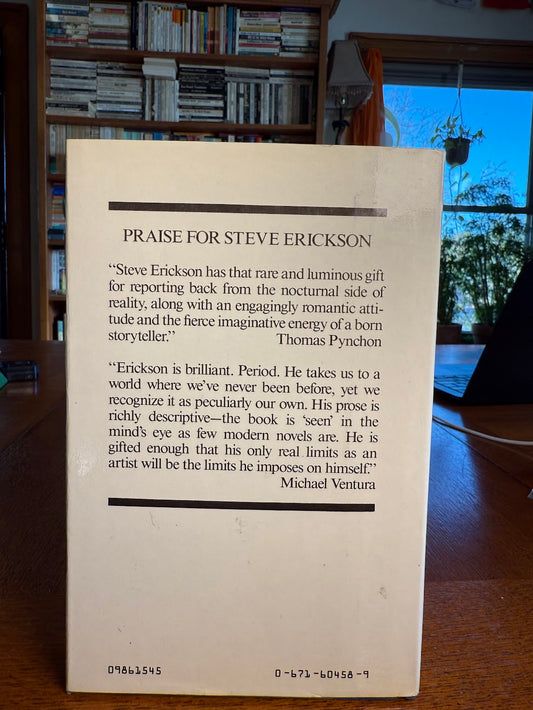 PRAISE FOR STEVE ERICKSON
“Steve Erickson has that rare and luminous gift
for reporting back from the nocturnal side of
reality, along with an engagingly romantic atti-
tude and the fierce imaginative energy of a born
storyteller.” Thomas Pynchon
“Erickson is brilliant. Period. He takes us to a
world where we’ve never been before, yet we
recognize it as peculiarly our own. His prose is
richly descriptive—the book is ‘seen’ in the
mind’s eye as few modern novels are. He is
gifted enough that his only real limits as an
artist will be the limits he imposes on himself.”
Michael Ventura
09861545 0-671-60458-9